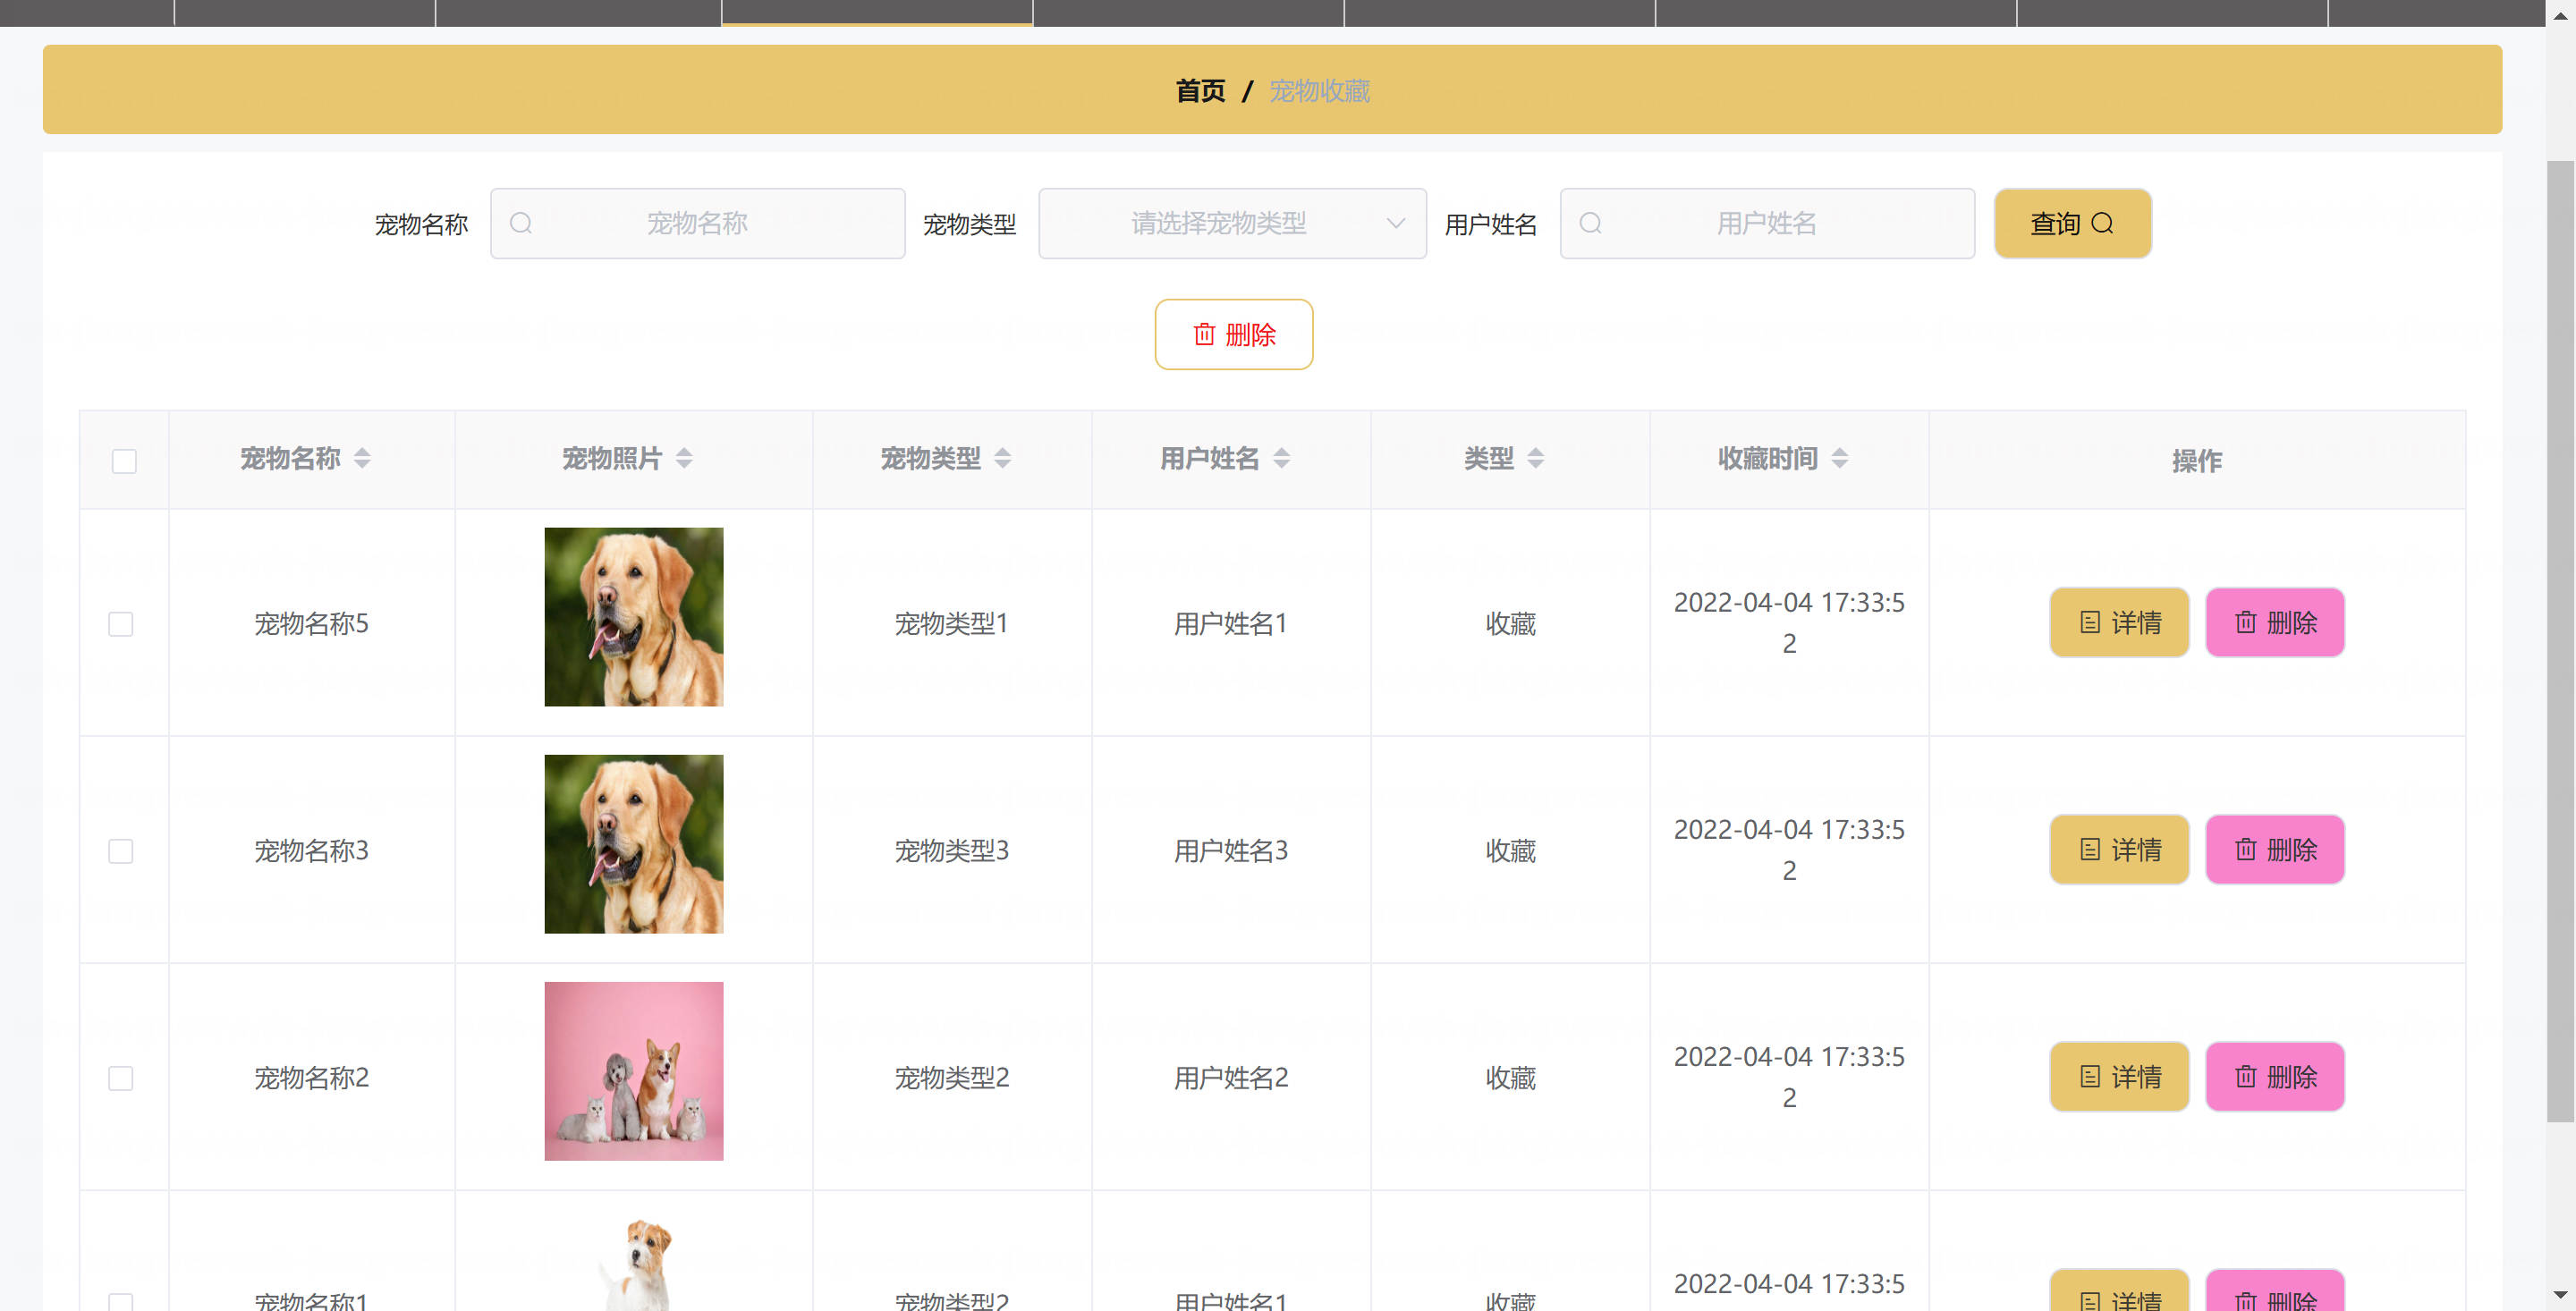 首页 / 宠物收藏
宠物名称 宠物名称 宠物类型 请选择宠物类型 用户姓名 用户姓名 查询
删除
宠物名称 宠物照片 宠物类型 用户姓名 类型 收藏时间 操作
宠物名称5 宠物类型1 用户姓名1 收藏 2022-04-04 17:33:5
2
详情 删除
宠物名称3 宠物类型3 用户姓名3 收藏 2022-04-04 17:33:5
2
详情 删除
宠物名称2 宠物类型2 用户姓名2 收藏 2022-04-04 17:33:5
2
详情 删除
宠物名称1 宠物类型2 用户姓名1 收藏 2022-04-04 17:33:5
详情 删除